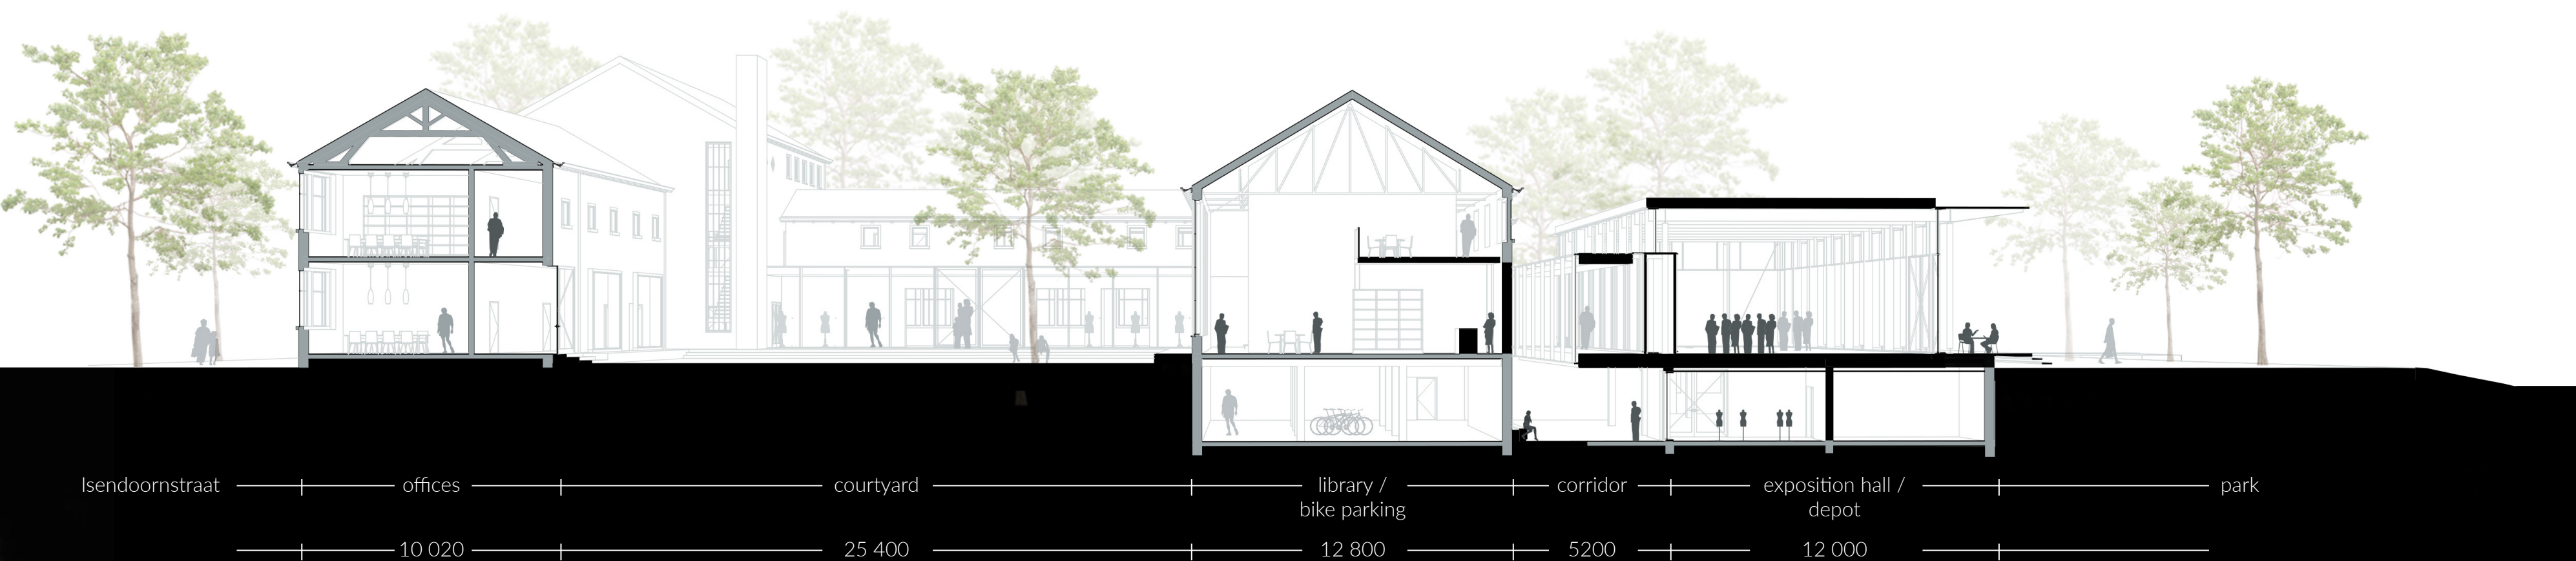 Isendoornstraat offices courtyard library / corridor exposition hall / park
bike parking depot
10 020 25 400 12 800 5200 12 000